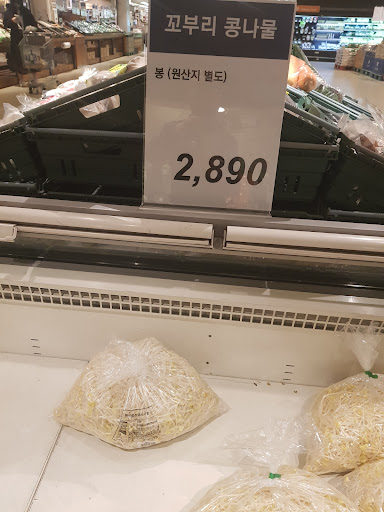 꼬부리 콩나물
봉 (원산지 별도)
2,890